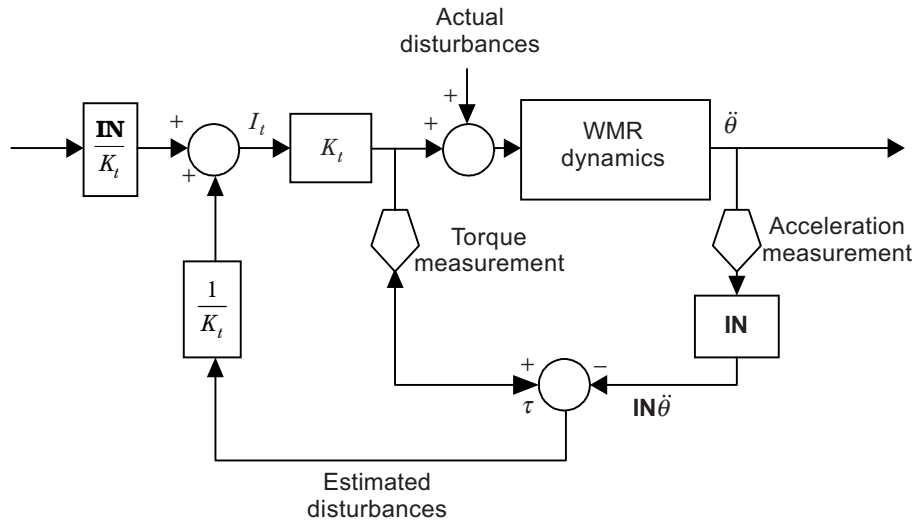 Actual
disturbances
+
IN
K_t
+
+
I_t
K_t
+
WMR
dynamics
θ̈
Torque
measurement
Acceleration
measurement
1
K_t
IN
+
−
τ
INθ̈
Estimated
disturbances